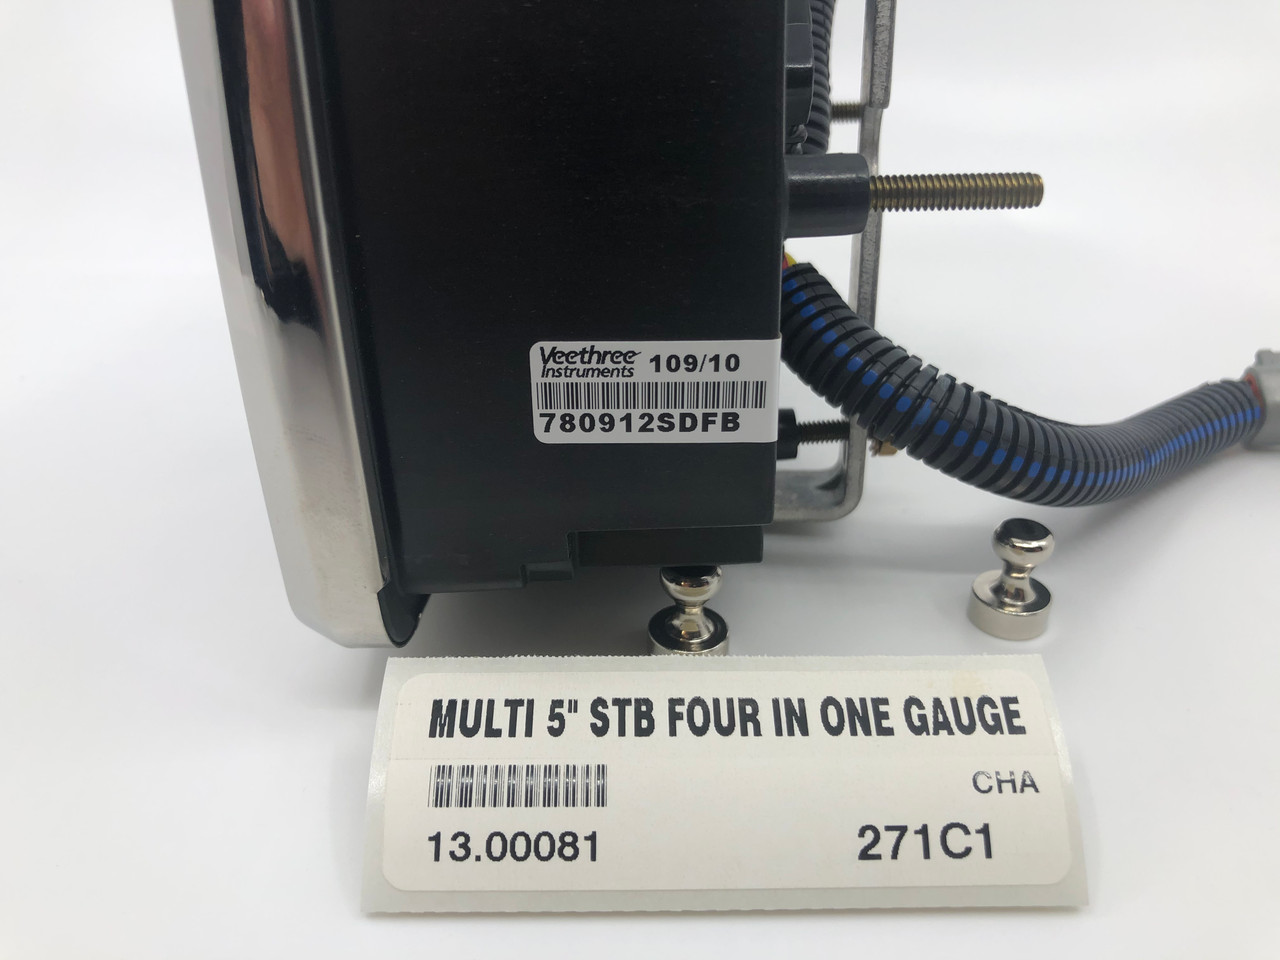 Veethree
Instruments 109/10
780912SDFB
MULTI 5" STB FOUR IN ONE GAUGE
CHA
13.00081 271C1